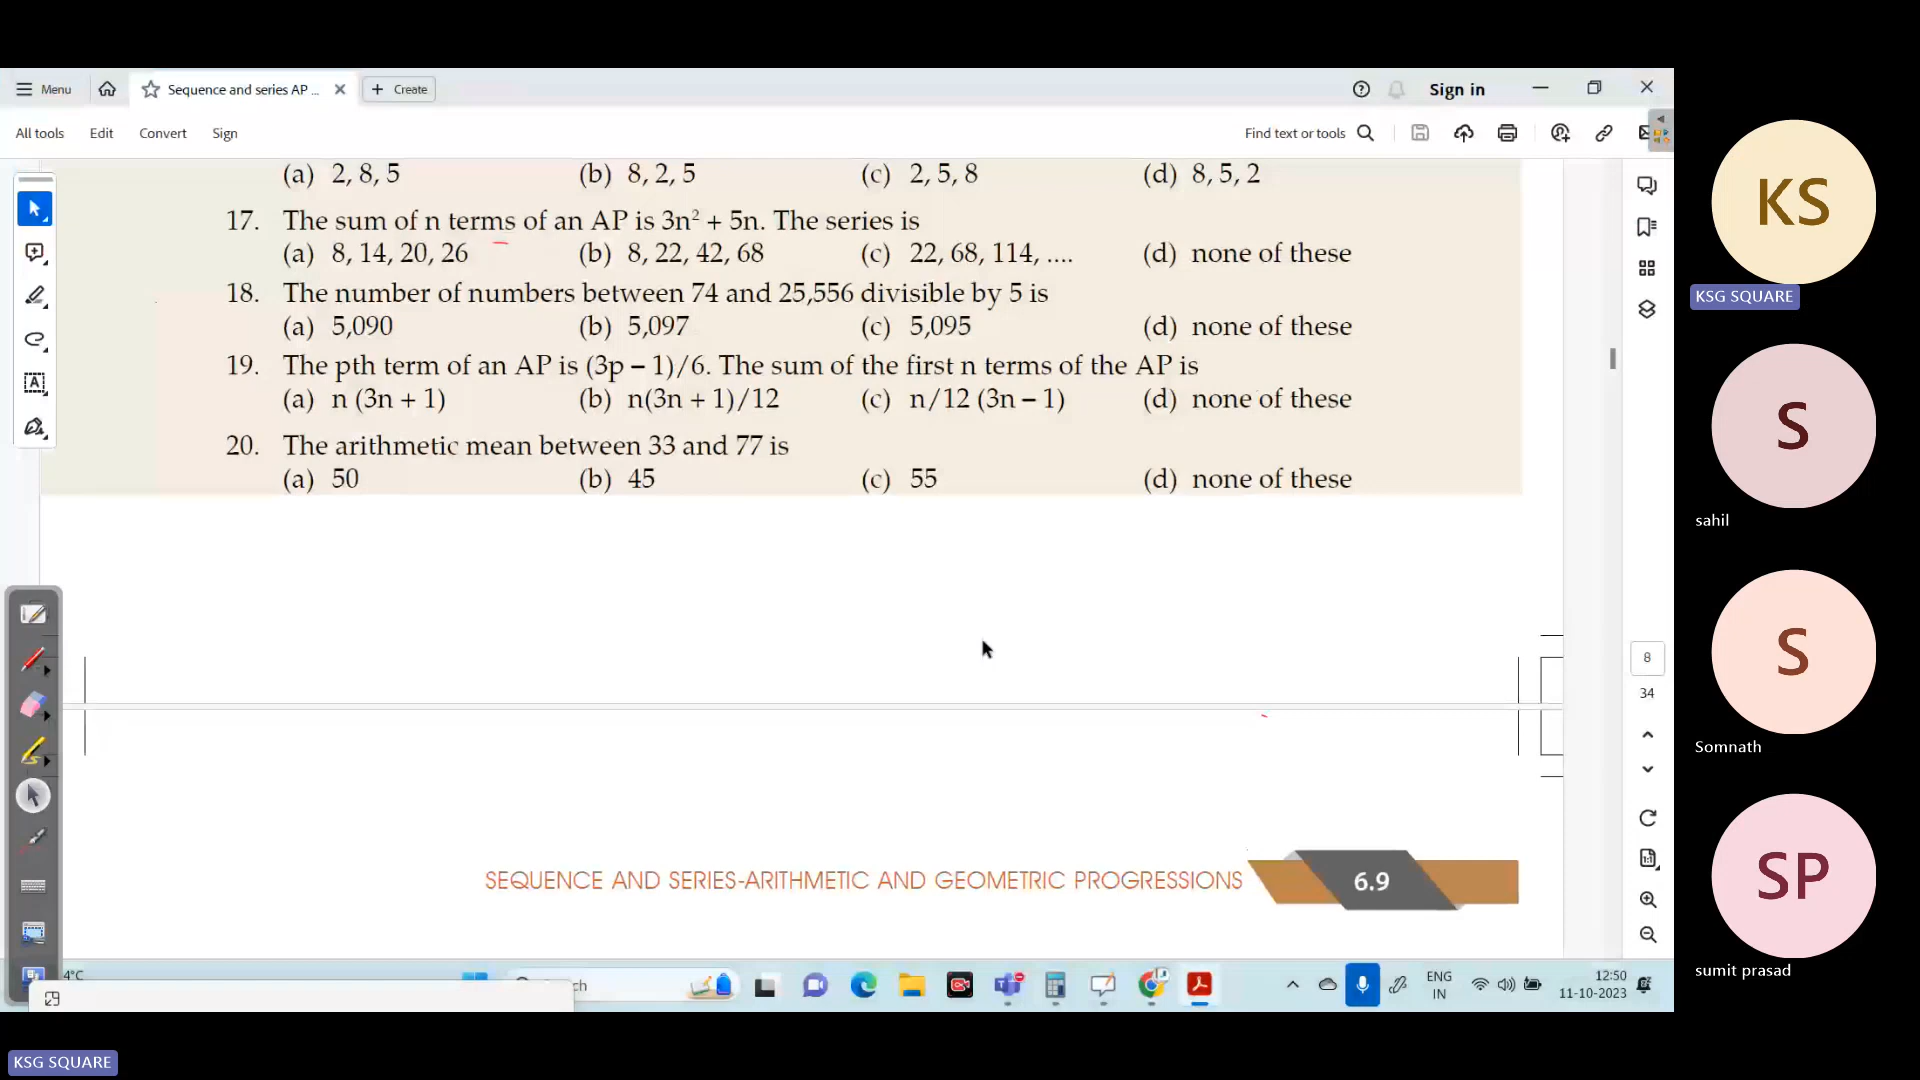 Menu
Sequence and series AP ...
Create
Sign in
All tools
Edit
Convert
Sign
Find text or tools
(a) 2, 8, 5 (b) 8, 2, 5 (c) 2, 5, 8 (d) 8, 5, 2
17. The sum of n terms of an AP is 3n² + 5n. The series is
(a) 8, 14, 20, 26 (b) 8, 22, 42, 68 (c) 22, 68, 114, .... (d) none of these
18. The number of numbers between 74 and 25,556 divisible by 5 is
(a) 5,090 (b) 5,097 (c) 5,095 (d) none of these
19. The pth term of an AP is (3p – 1)/6. The sum of the first n terms of the AP is
(a) n (3n + 1) (b) n(3n + 1)/12 (c) n/12 (3n – 1) (d) none of these
20. The arithmetic mean between 33 and 77 is
(a) 50 (b) 45 (c) 55 (d) none of these
8
34
SEQUENCE AND SERIES-ARITHMETIC AND GEOMETRIC PROGRESSIONS 6.9
4°C
ENG
IN
12:50
11-10-2023
KS
KSG SQUARE
S
sahil
S
Somnath
SP
sumit prasad
KSG SQUARE